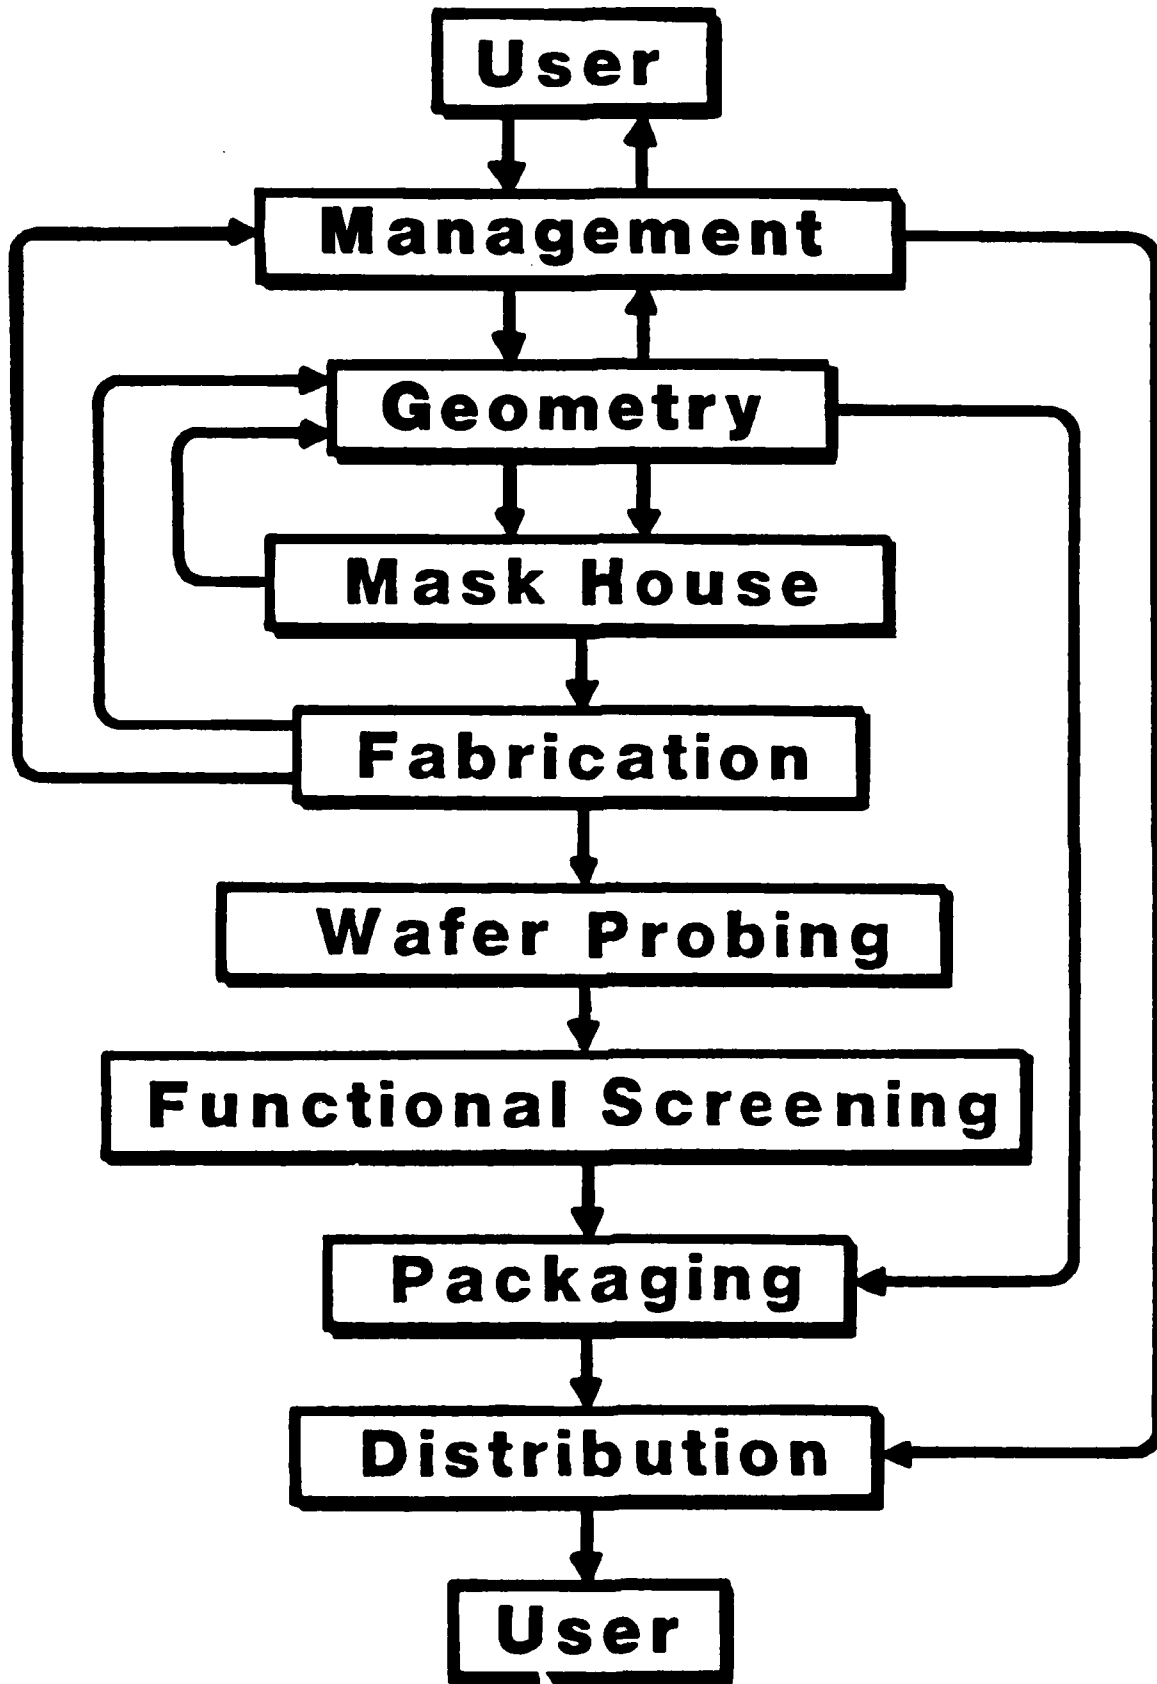 User
Management
Geometry
Mask House
Fabrication
Wafer Probing
Functional Screening
Packaging
Distribution
User